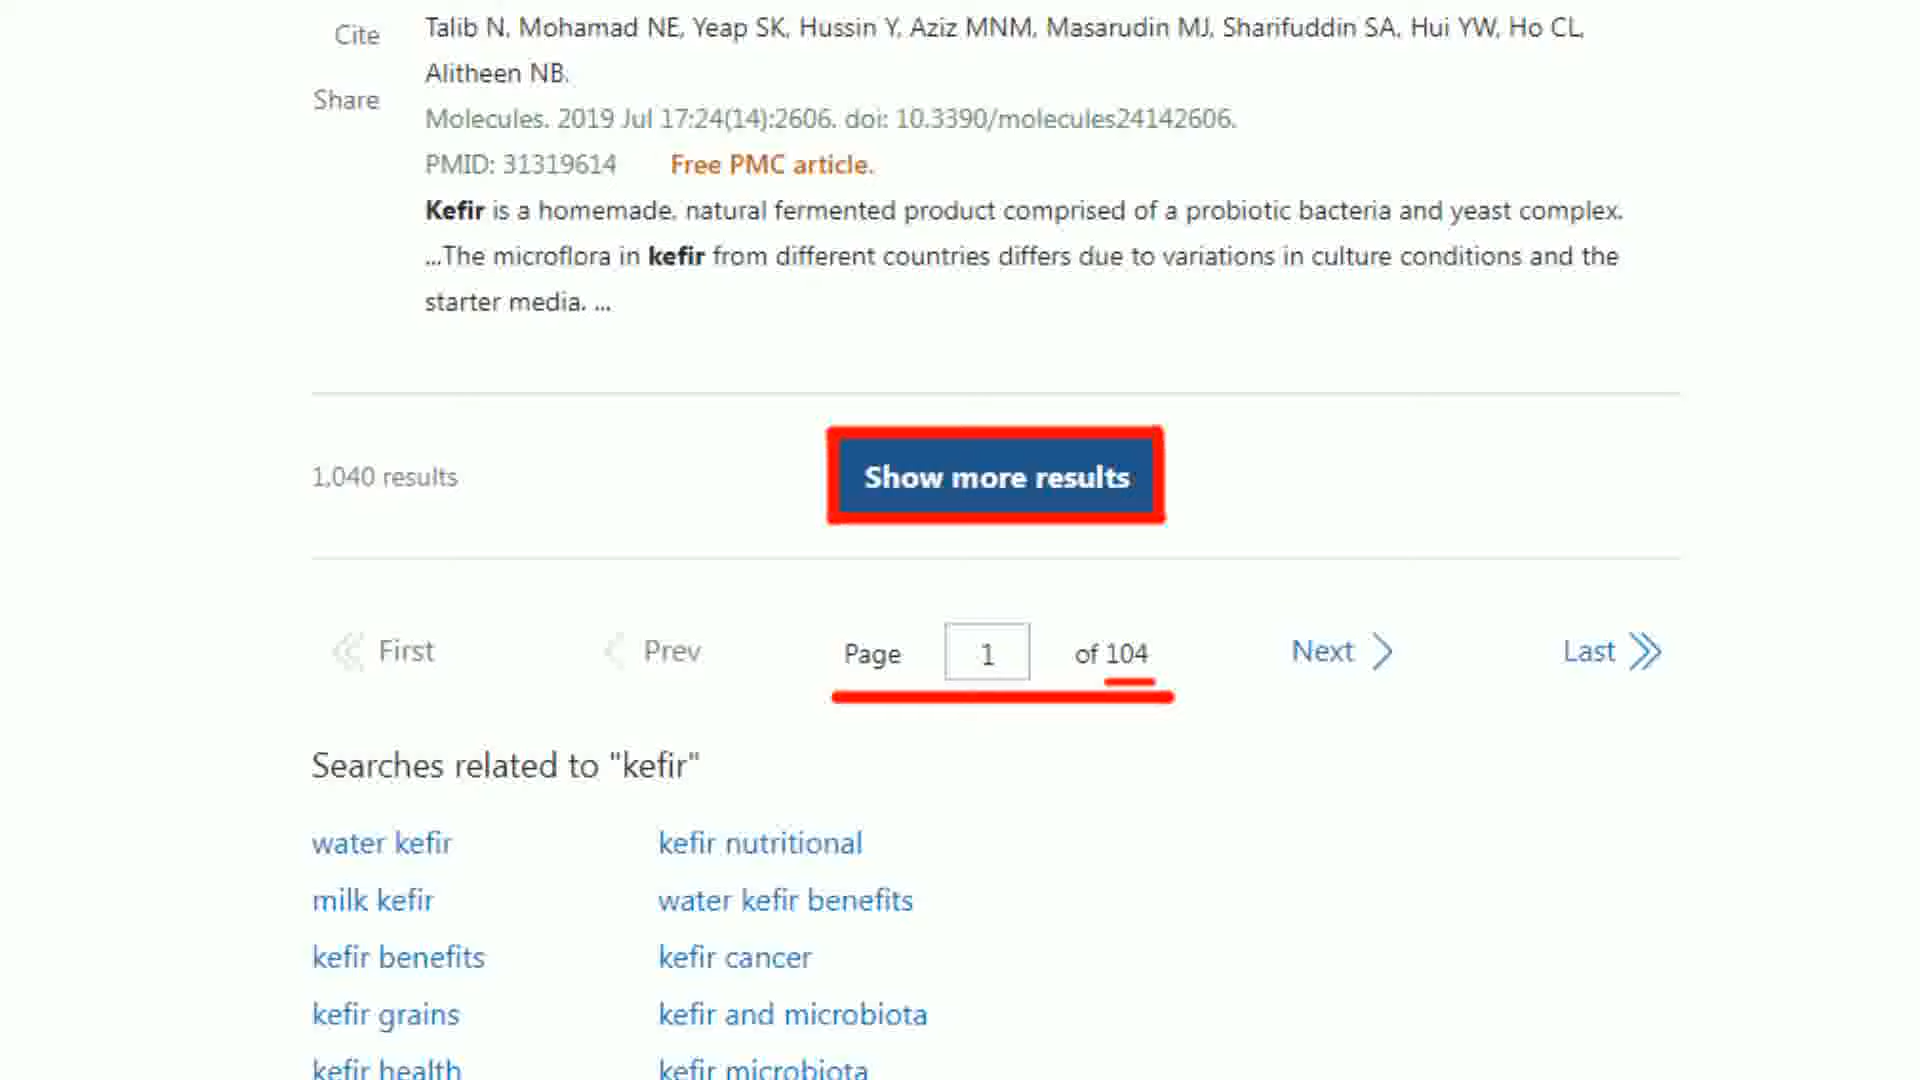 Cite
Talib N, Mohamad NE, Yeap SK, Hussin Y, Aziz MNM, Masarudin MJ, Sharifuddin SA, Hui YW, Ho CL,
Alitheen NB.
Share
Molecules. 2019 Jul 17;24(14):2606. doi: 10.3390/molecules24142606.
PMID: 31319614 Free PMC article.
Kefir is a homemade, natural fermented product comprised of a probiotic bacteria and yeast complex.
...The microflora in kefir from different countries differs due to variations in culture conditions and the
starter media. ...
1,040 results
Show more results
First Prev Page 1 of 104 Next Last
Searches related to "kefir"
water kefir kefir nutritional
milk kefir water kefir benefits
kefir benefits kefir cancer
kefir grains kefir and microbiota
kefir health kefir microbiota